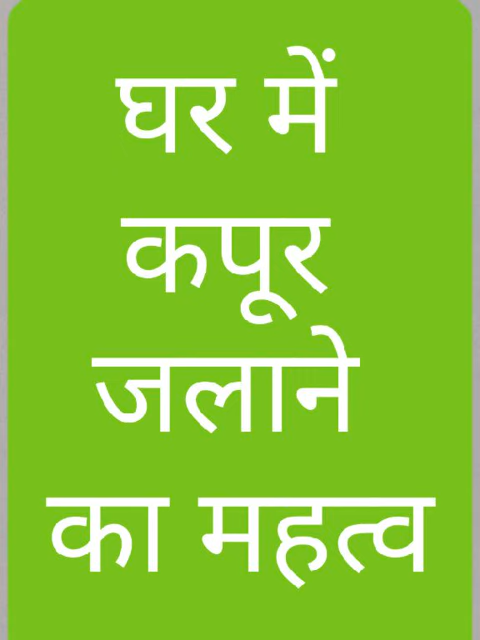 घर में
कपूर
जलाने
का महत्व